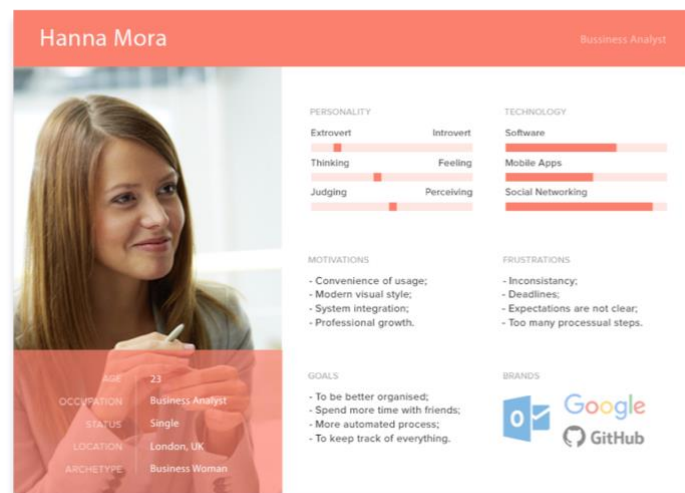 Hanna Mora
Bussiness Analyst
PERSONALITY
Extrovert Introvert
Thinking Feeling
Judging Perceiving
TECHNOLOGY
Software
Mobile Apps
Social Networking
MOTIVATIONS
- Convenience of usage;
- Modern visual style;
- System integration;
- Professional growth.
FRUSTRATIONS
- Inconsistancy;
- Deadlines;
- Expectations are not clear;
- Too many processual steps.
AGE 23
OCCUPATION Business Analyst
STATUS Single
LOCATION London, UK
ARCHETYPE Business Woman
GOALS
- To be better organised;
- Spend more time with friends;
- More automated process;
- To keep track of everything.
BRANDS
O
Google
GitHub